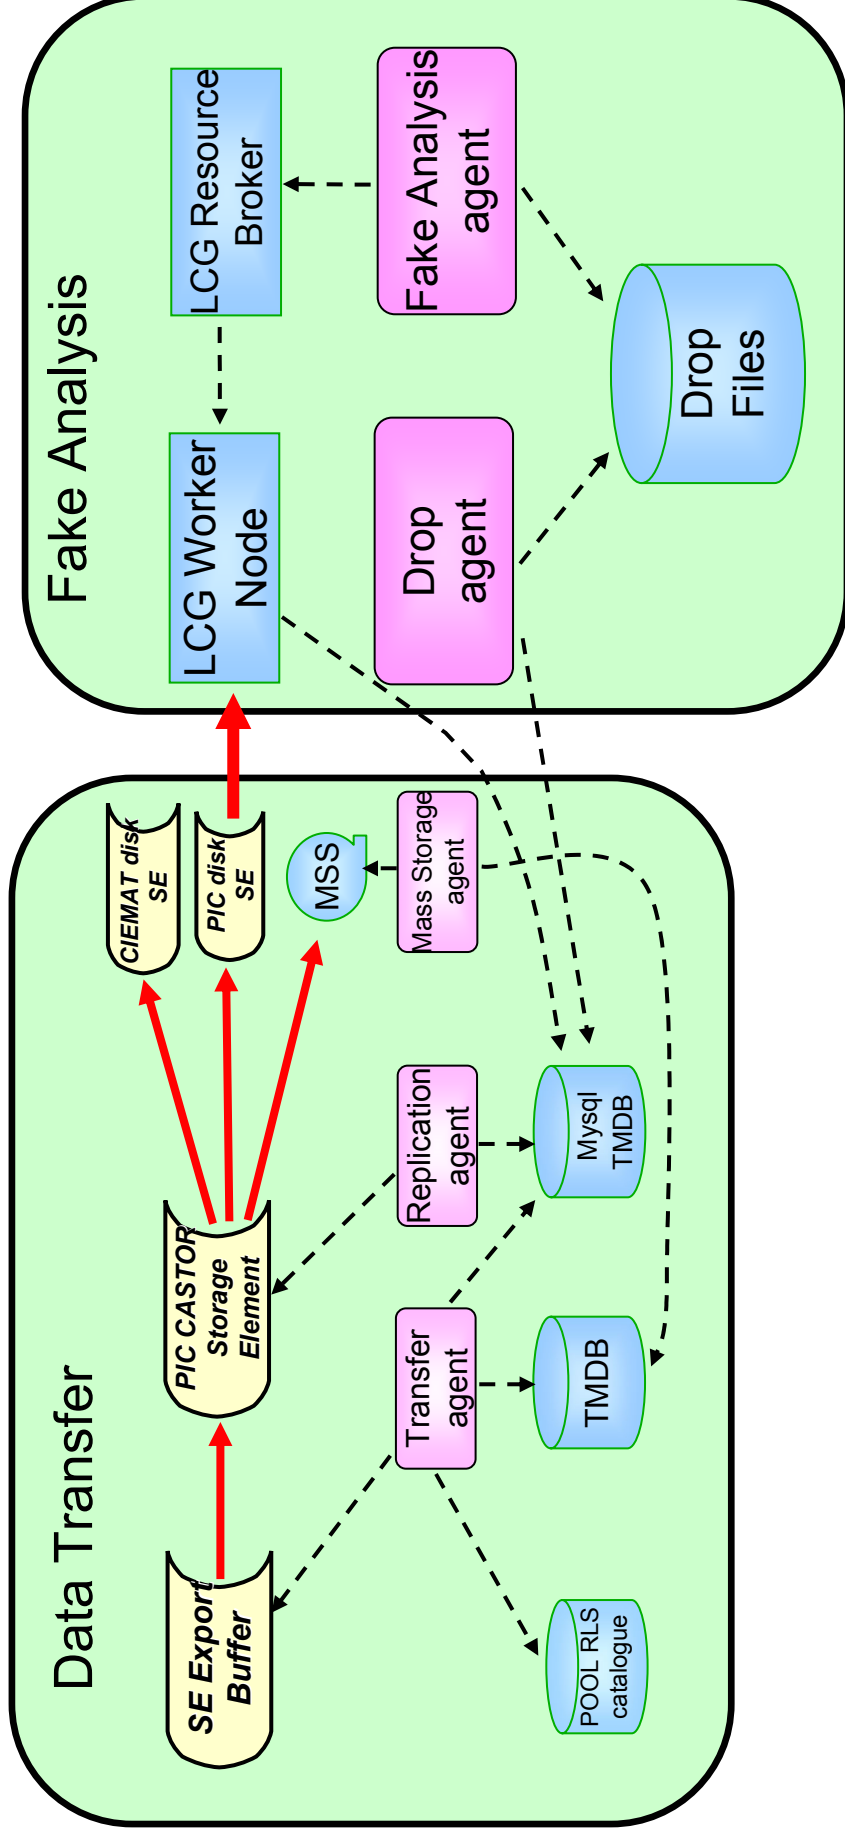 Data Transfer
SE Export
Buffer
PIC CASTOR
Storage
Element
CIEMAT disk
SE
PIC disk
SE
MSS
Transfer
agent
Replication
agent
Mass Storage
agent
POOL RLS
catalogue
TMDB
Mysql
TMDB
Fake Analysis
LCG Worker
Node
LCG Resource
Broker
Drop
agent
Fake Analysis
agent
Drop
Files